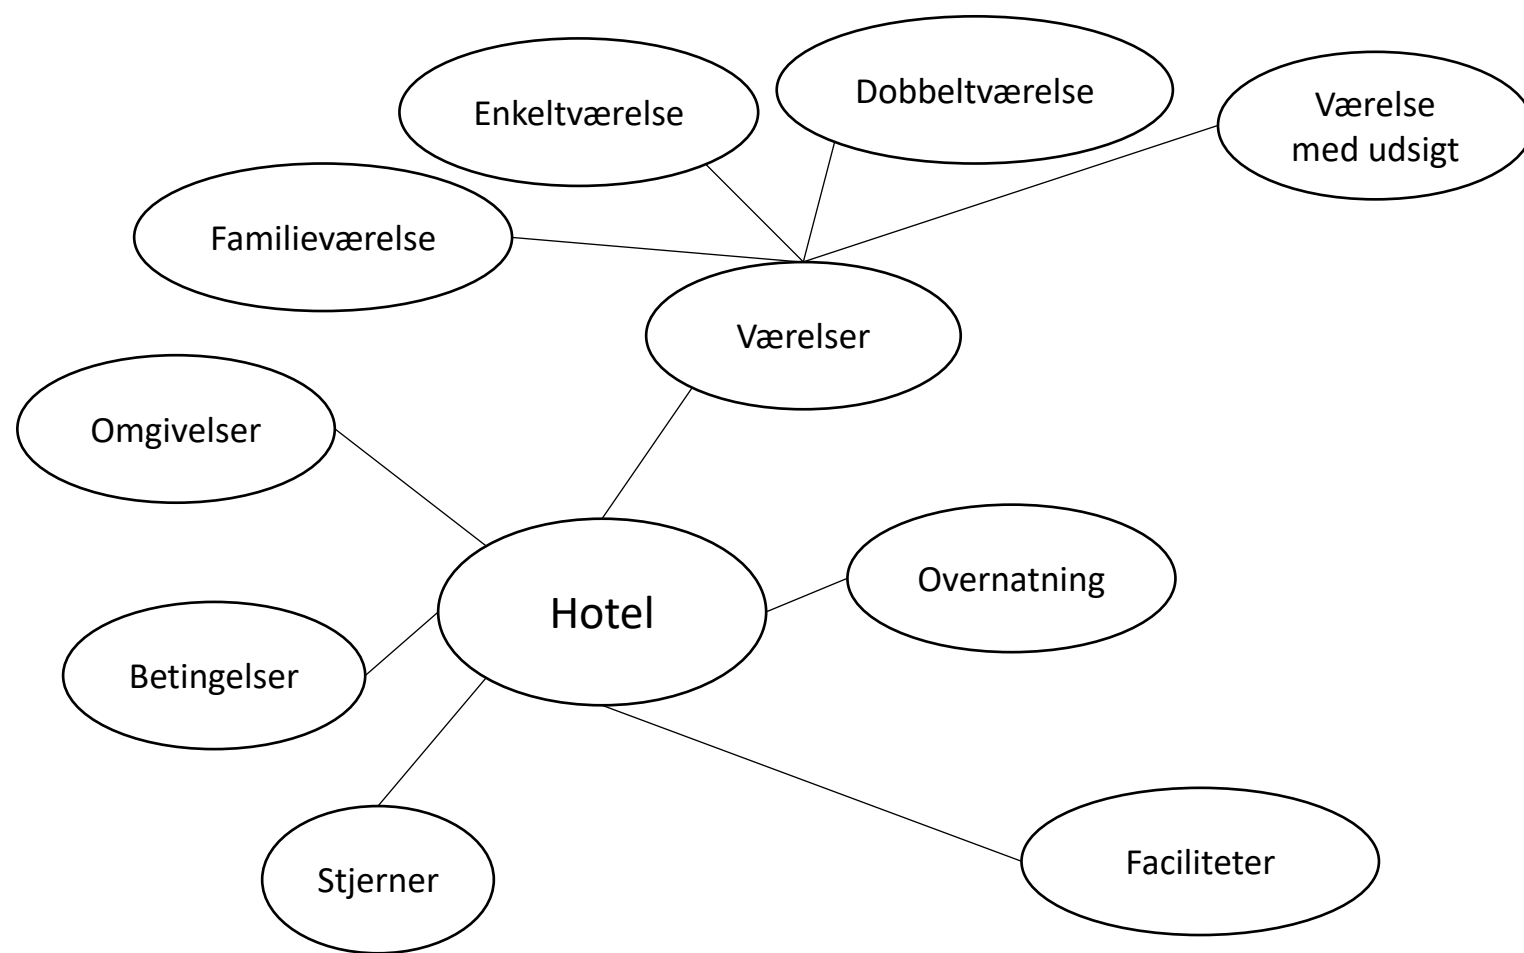 Dobbeltværelse
Enkeltværelse
Værelse
med udsigt
Familieværelse
Værelser
Omgivelser
Overnatning
Hotel
Betingelser
Faciliteter
Stjerner